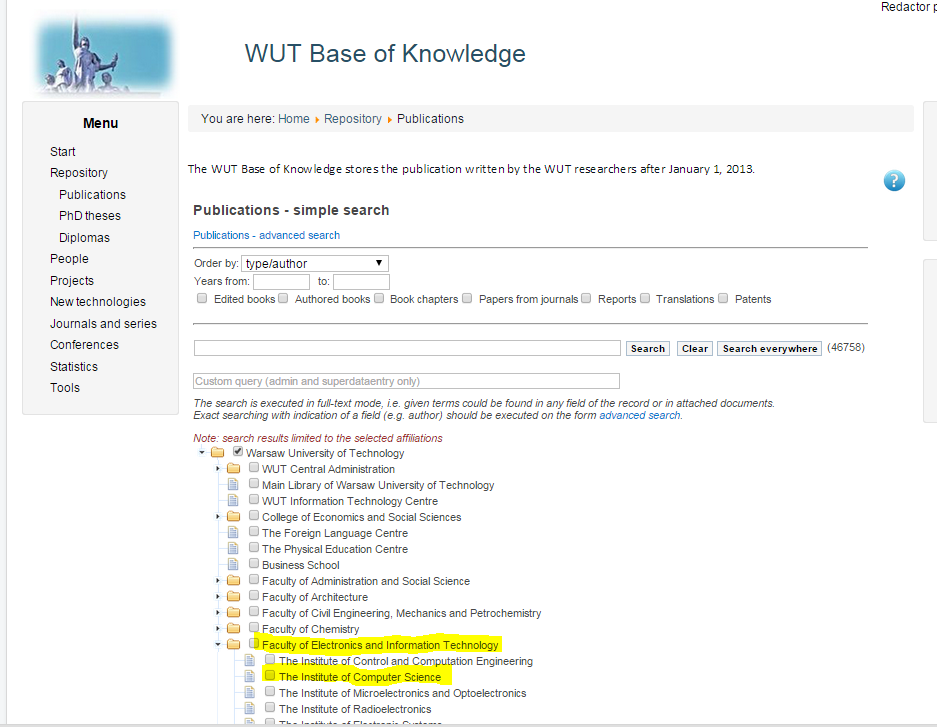 Redactor p
WUT Base of Knowledge
Menu
Start
Repository
Publications
PhD theses
Diplomas
People
Projects
New technologies
Journals and series
Conferences
Statistics
Tools
You are here: Home Repository Publications
The WUT Base of Knowledge stores the publication written by the WUT researchers after January 1, 2013.
?
Publications - simple search
Publications - advanced search
Order by: type/author
Years from: to:
Edited books Authored books Book chapters Papers from journals Reports Translations Patents
Search Clear Search everywhere (46758)
Custom query (admin and superdataentry only)
The search is executed in full-text mode, i.e. given terms could be found in any field of the record or in attached documents.
Exact searching with indication of a field (e.g. author) should be executed on the form advanced search.
Note: search results limited to the selected affiliations
Warsaw University of Technology
WUT Central Administration
Main Library of Warsaw University of Technology
WUT Information Technology Centre
College of Economics and Social Sciences
The Foreign Language Centre
The Physical Education Centre
Business School
Faculty of Administration and Social Science
Faculty of Architecture
Faculty of Civil Engineering, Mechanics and Petrochemistry
Faculty of Chemistry
Faculty of Electronics and Information Technology
The Institute of Control and Computation Engineering
The Institute of Computer Science
The Institute of Microelectronics and Optoelectronics
The Institute of Radioelectronics
The Institute of Electronic Systems